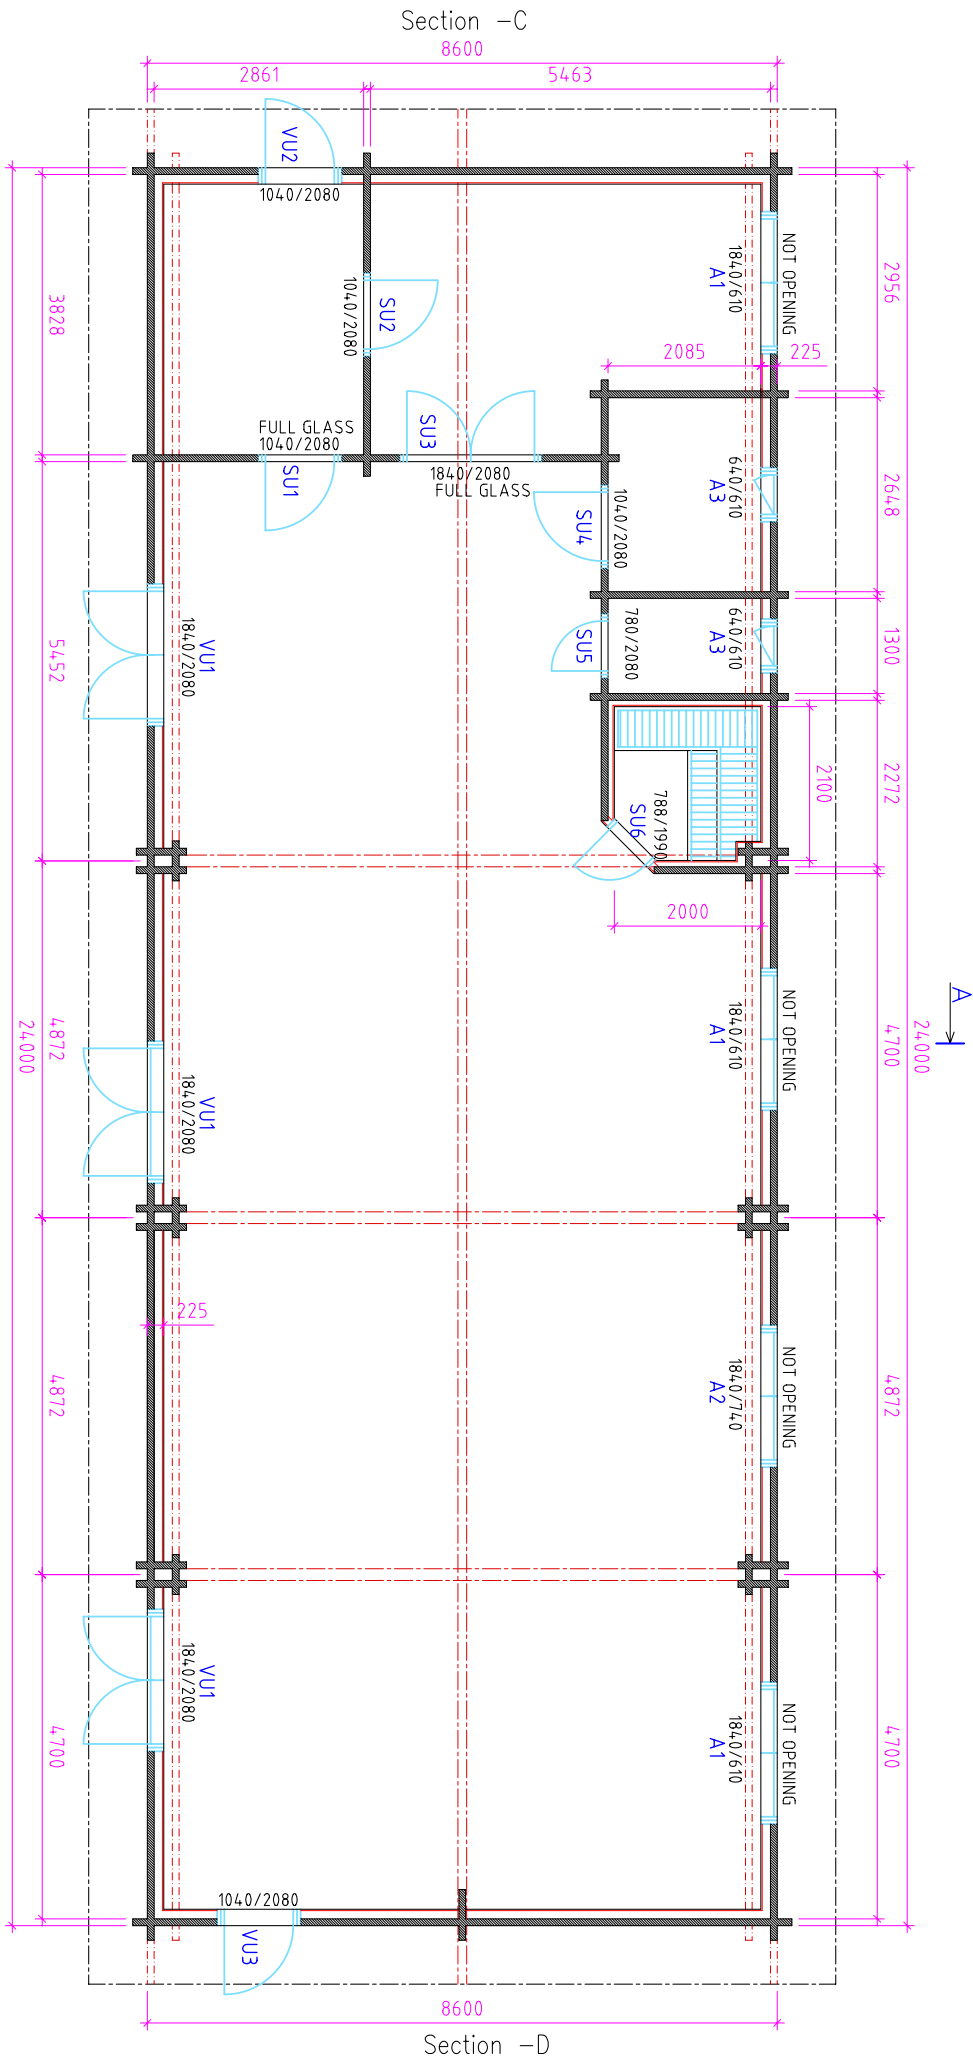 Section -C
8600
2861
5463
VU2
1040/2080
NOT OPENING
1840/610
A1
2956
3828
SU2
1040/2080
2085
225
FULL GLASS
1040/2080
SU1
SU3
1840/2080
FULL GLASS
640/610
A3
2648
SU4
1040/2080
5452
VU1
1840/2080
SU5
780/2080
640/610
A3
1300
2100
2272
SU6
788/1990
2000
A
NOT OPENING
1840/610
A1
4700
24000
24000
4872
VU1
1840/2080
225
4872
NOT OPENING
1840/740
A2
4872
VU1
1840/2080
4700
NOT OPENING
1840/610
A1
4700
1040/2080
VU3
8600
Section -D